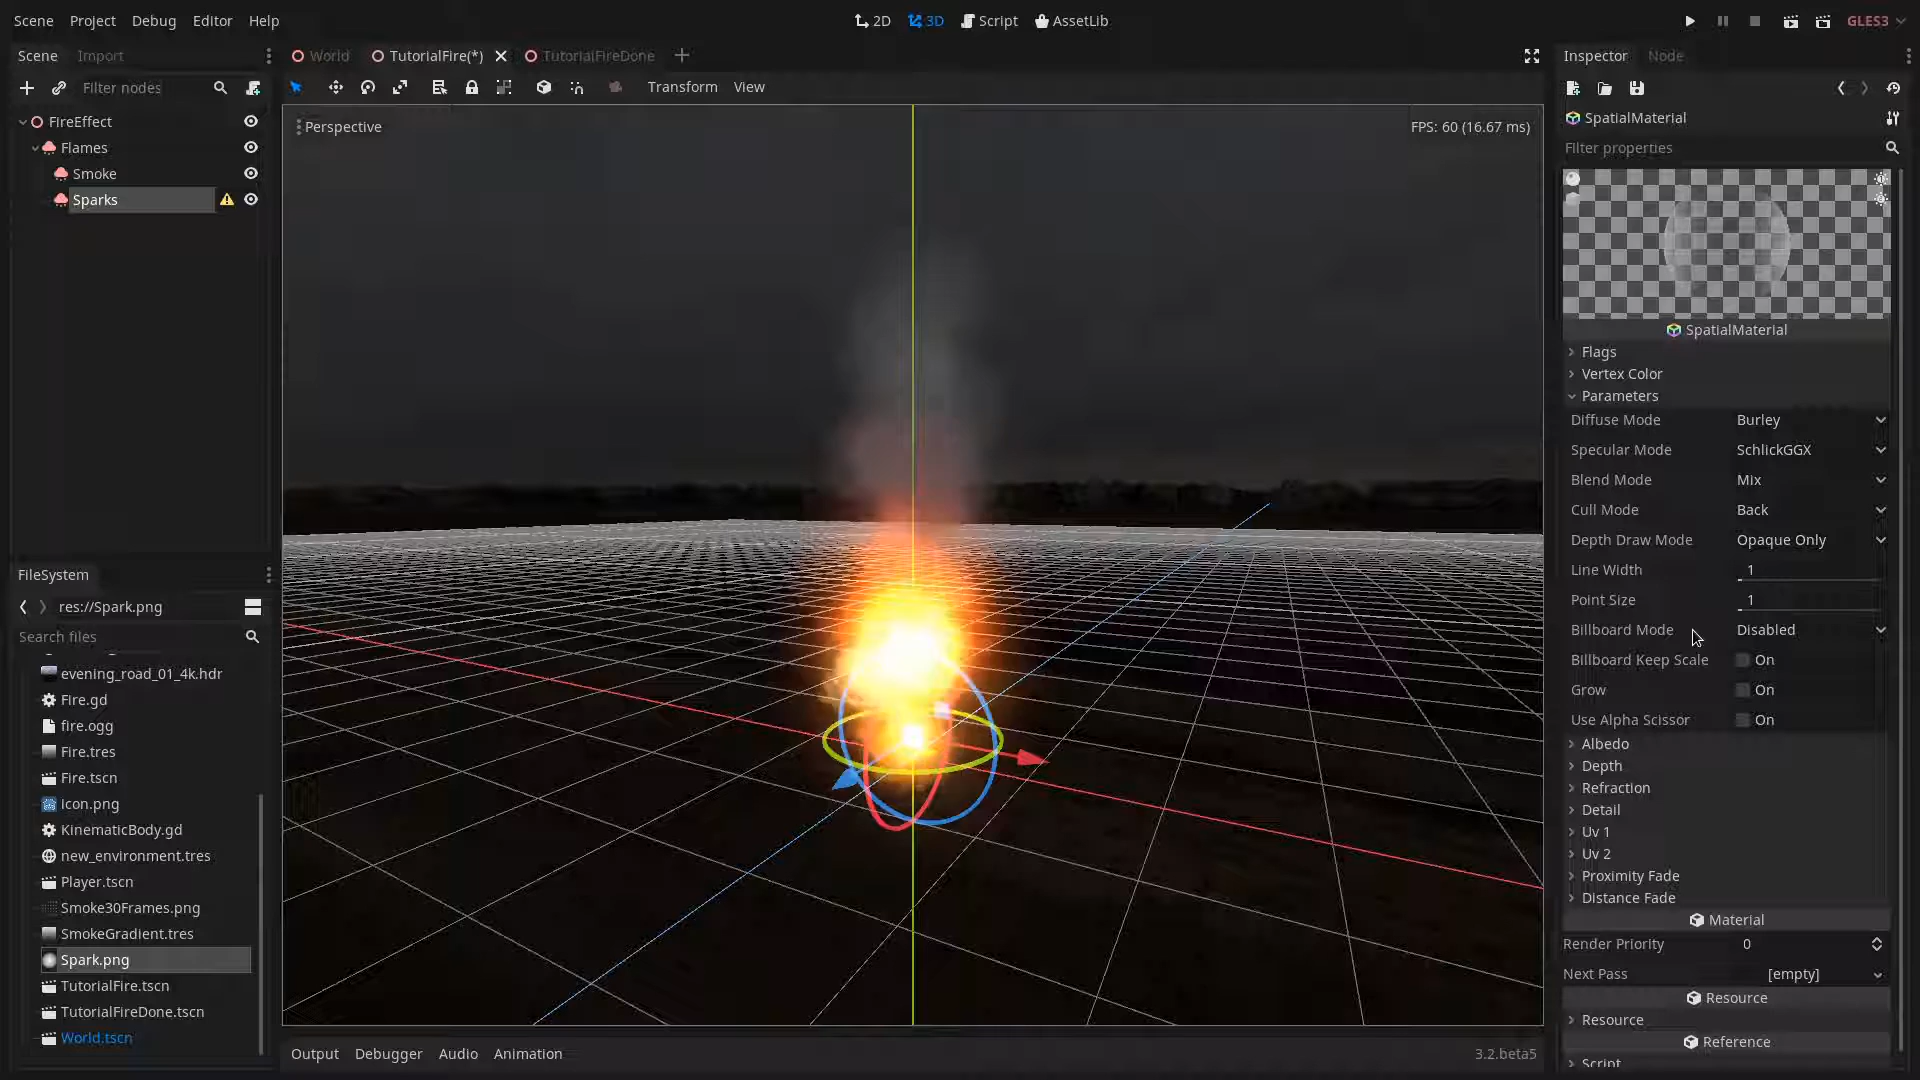 Scene Project Debug Editor Help
2D 3D Script AssetLib
GLES3
Scene Import
Filter nodes
FireEffect
Flames
Smoke
Sparks
FileSystem
res://Spark.png
Search files
evening_road_01_4k.hdr
Fire.gd
fire.ogg
Fire.tres
Fire.tscn
icon.png
KinematicBody.gd
new_environment.tres
Player.tscn
Smoke30Frames.png
SmokeGradient.tres
Spark.png
TutorialFire.tscn
TutorialFireDone.tscn
World.tscn
World TutorialFire(*) TutorialFireDone
Transform View
Perspective
FPS: 60 (16.67 ms)
Output Debugger Audio Animation
3.2.beta5
Inspector Node
SpatialMaterial
Filter properties
SpatialMaterial
Flags
Vertex Color
Parameters
Diffuse Mode Burley
Specular Mode SchlickGGX
Blend Mode Mix
Cull Mode Back
Depth Draw Mode Opaque Only
Line Width 1
Point Size 1
Billboard Mode Disabled
Billboard Keep Scale On
Grow On
Use Alpha Scissor On
Albedo
Depth
Refraction
Detail
Uv 1
Uv 2
Proximity Fade
Distance Fade
Material
Render Priority 0
Next Pass [empty]
Resource
Resource
Reference
Script